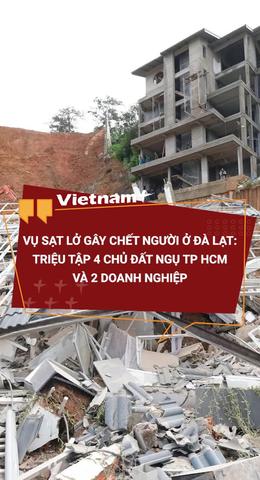 Vietnam+
VỤ SẠT LỞ GÂY CHẾT NGƯỜI Ở ĐÀ LẠT:
TRIỆU TẬP 4 CHỦ ĐẤT NGỤ TP HCM
VÀ 2 DOANH NGHIỆP